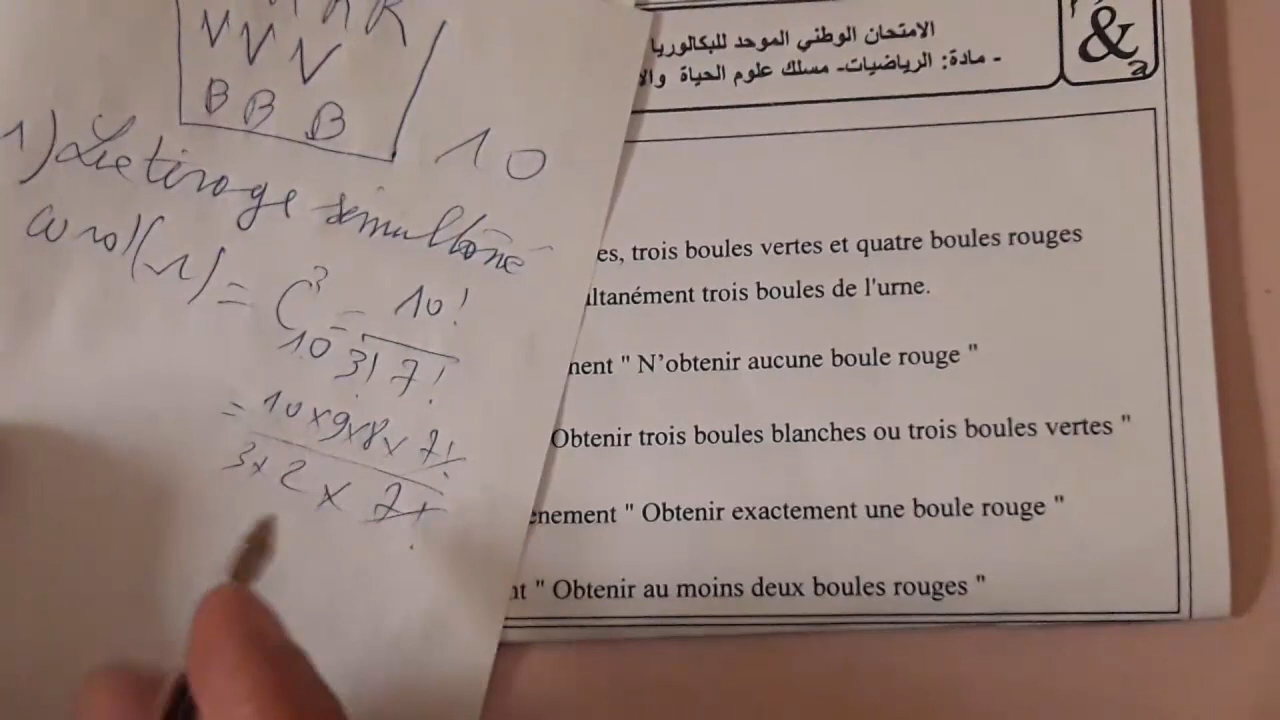 R R
V V V
B B B
10
1) Le tirage simultané
card(Ω) = C³₁₀ = 10! / 3! 7!
= 10×9×8×7! / 3×2×7!
الامتحان الوطني الموحد للبكالوريا
- مادة: الرياضيات- مسلك علوم الحياة
&
a
es, trois boules vertes et quatre boules rouges
ultanément trois boules de l'urne.
nent " N'obtenir aucune boule rouge "
Obtenir trois boules blanches ou trois boules vertes "
enement " Obtenir exactement une boule rouge "
nt " Obtenir au moins deux boules rouges "